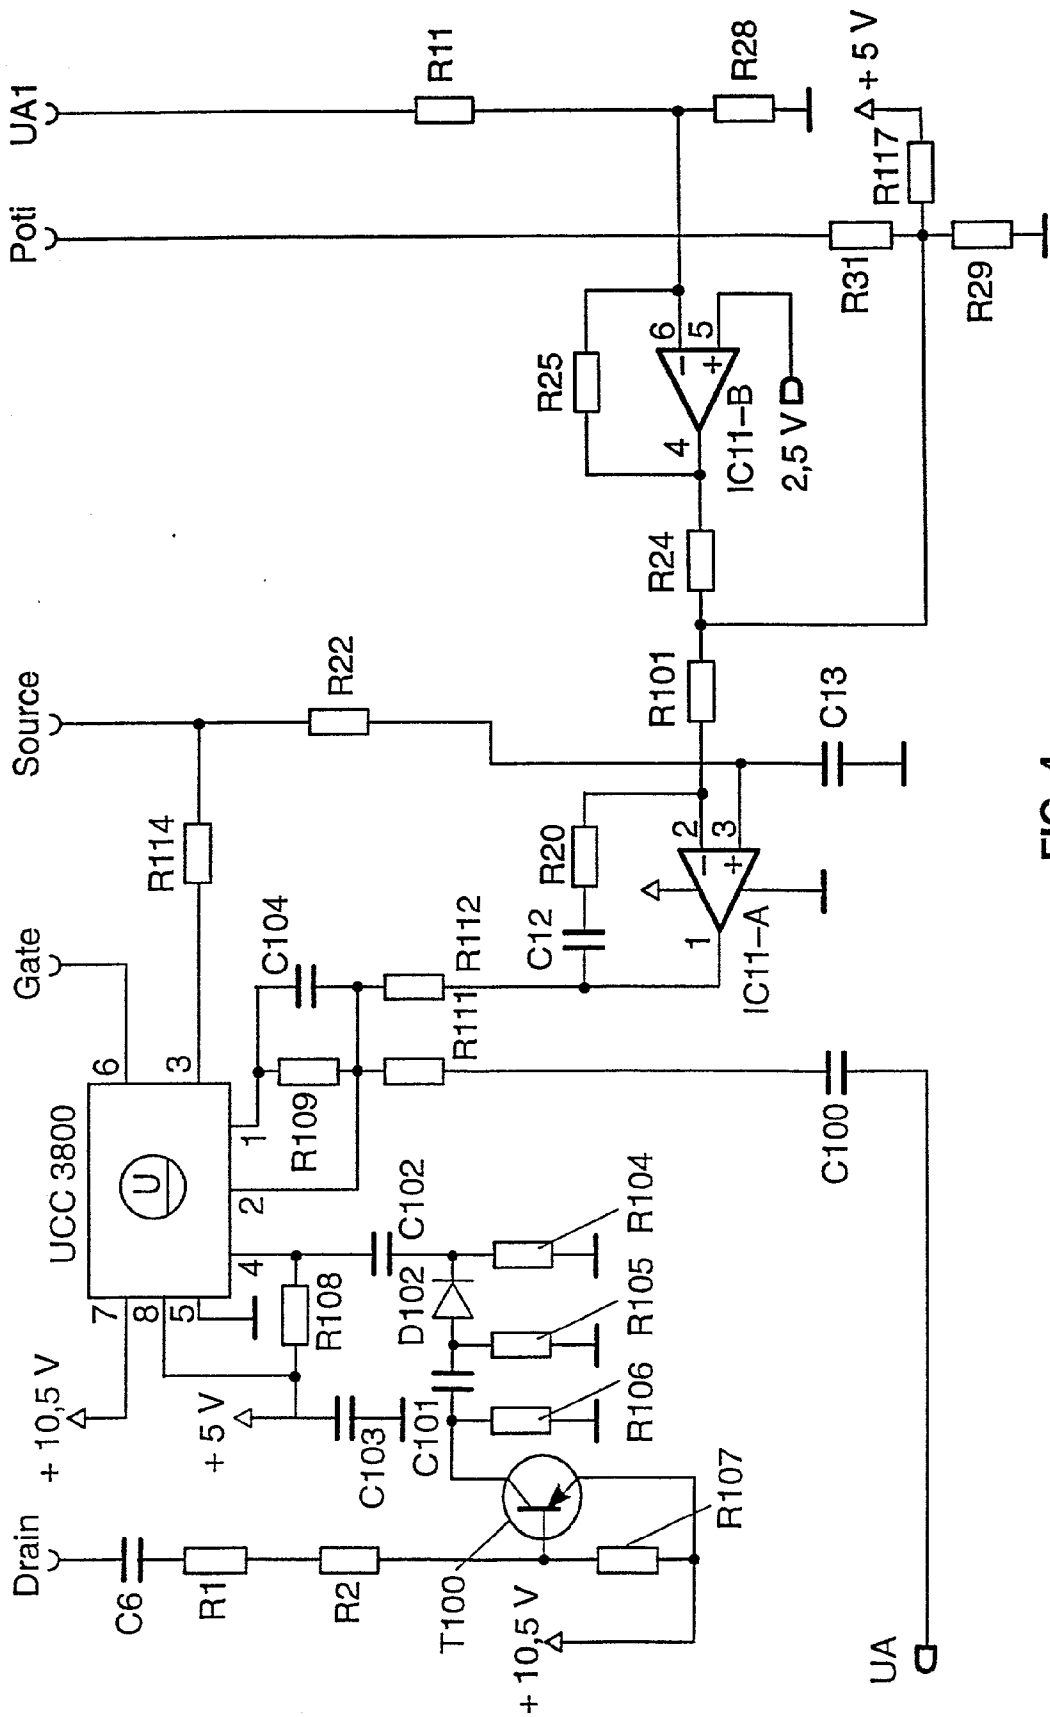 Drain
Gate
Source
Poti
UA1
C6
R1
R2
T100
+ 10,5 V
R107
+ 10,5 V
+ 5 V
C103
C101
R106
R105
R104
D102
C102
R108
UCC 3800
U
7
8
5
4
2
1
6
3
R109
C104
R111
R112
C100
UA
R114
R22
C12
R20
1
2
3
−
+
IC11–A
C13
R101
R24
R25
4
6
5
−
+
IC11–B
2,5 V
R11
R28
R31
R29
R117
+ 5 V